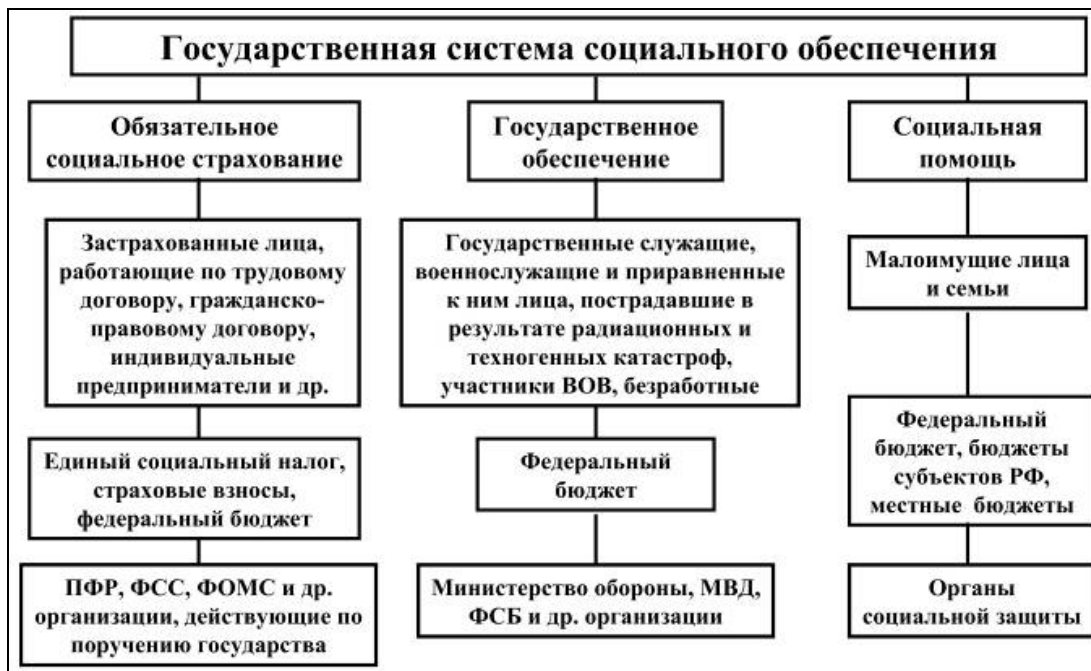 Государственная система социального обеспечения
Обязательное
социальное страхование
Государственное
обеспечение
Социальная
помощь
Застрахованные лица,
работающие по трудовому
договору, гражданско-
правовому договору,
индивидуальные
предприниматели и др.
Государственные служащие,
военнослужащие и приравненные
к ним лица, пострадавшие в
результате радиационных и
техногенных катастроф,
участники ВОВ, безработные
Малоимущие лица
и семьи
Единый социальный налог,
страховые взносы,
федеральный бюджет
Федеральный
бюджет
Федеральный
бюджет, бюджеты
субъектов РФ,
местные бюджеты
ПФР, ФСС, ФОМС и др.
организации, действующие по
поручению государства
Министерство обороны, МВД,
ФСБ и др. организации
Органы
социальной защиты